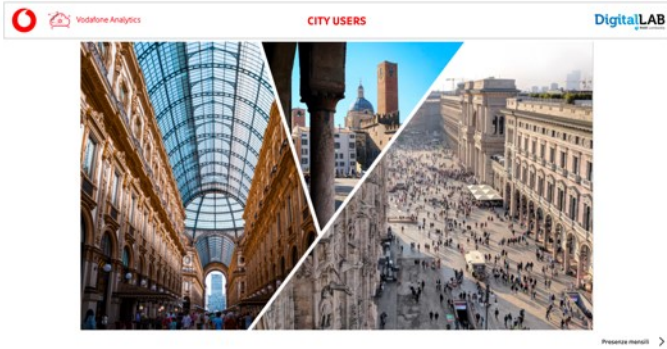 Vodafone Analytics
CITY USERS
DigitalLAB
Presenze mensili